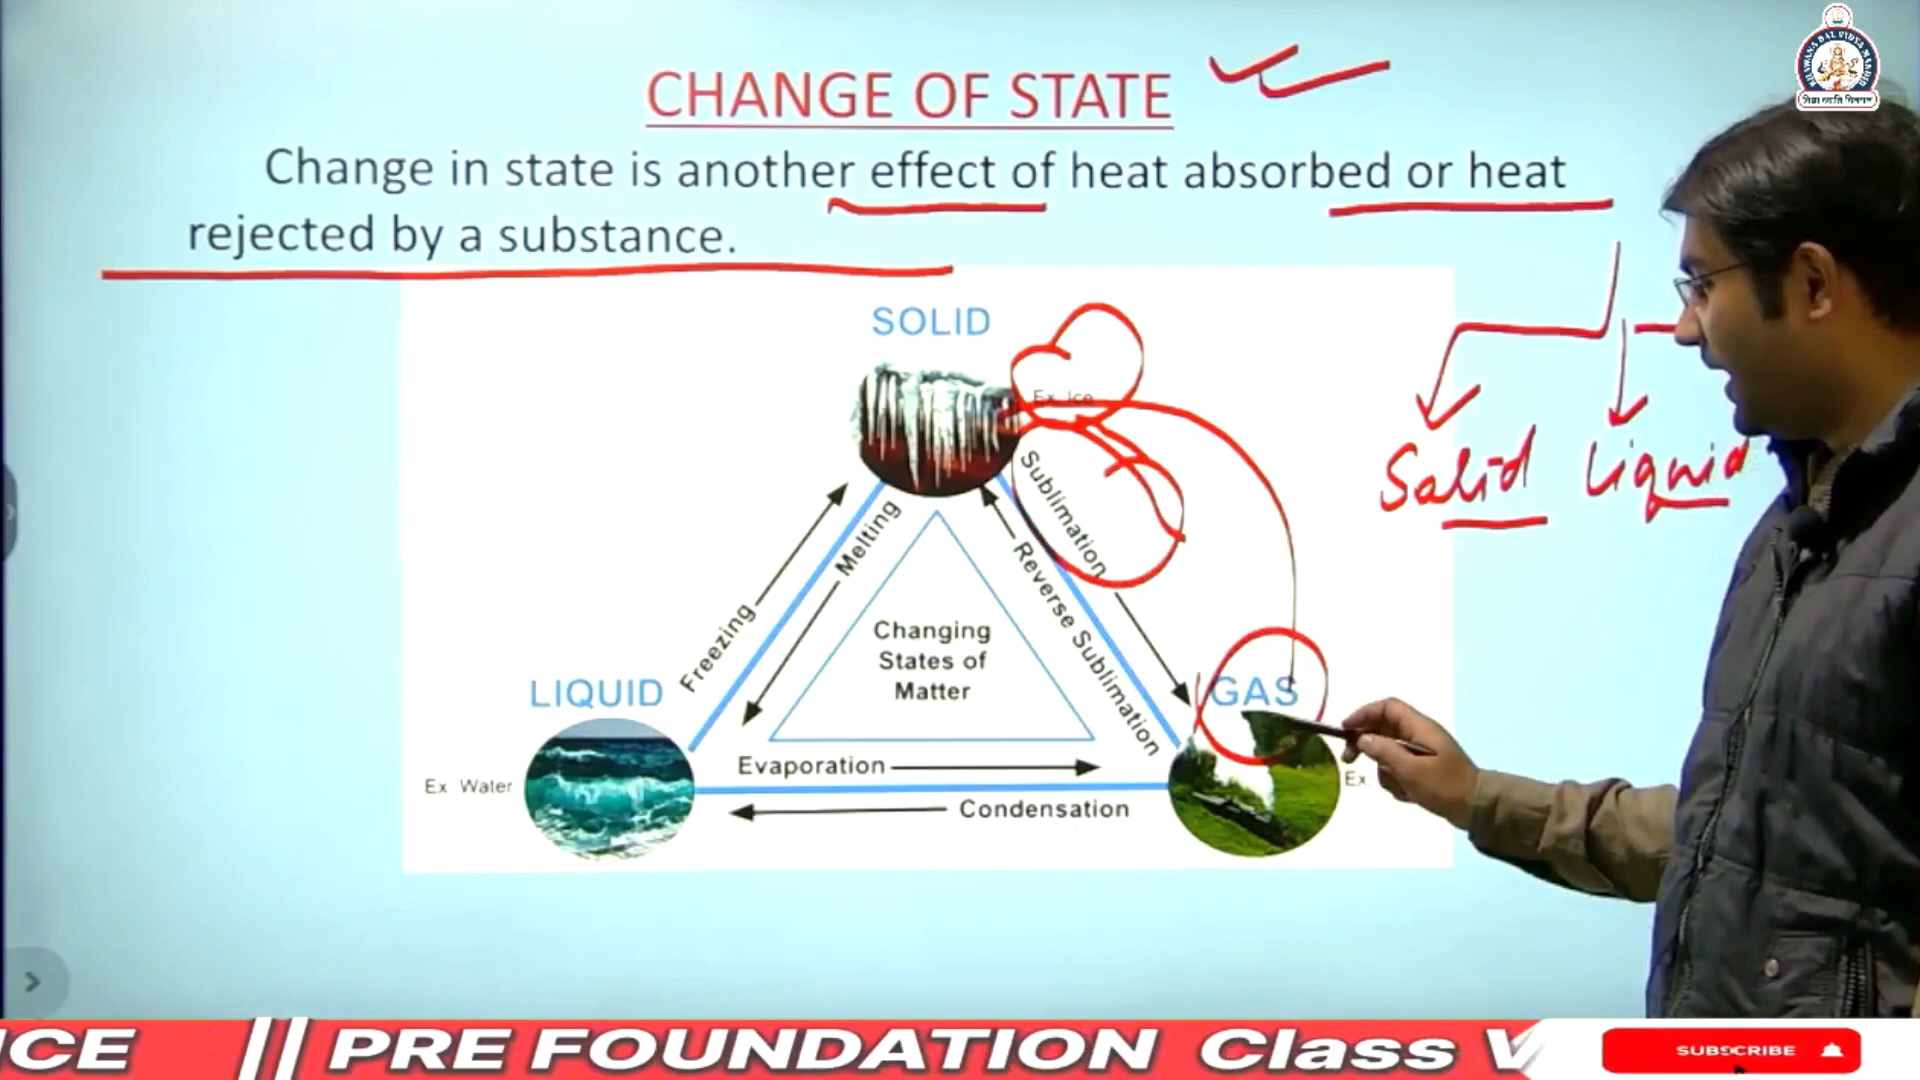 CHANGE OF STATE
Change in state is another effect of heat absorbed or heat
rejected by a substance.
SOLID
Ex Ice
Sublimation
Reverse Sublimation
Melting
Freezing
Changing
States of
Matter
LIQUID
GAS
Evaporation
Condensation
Ex Water
Ex
Solid Liquid
CE || PRE FOUNDATION Class V
SUBSCRIBE